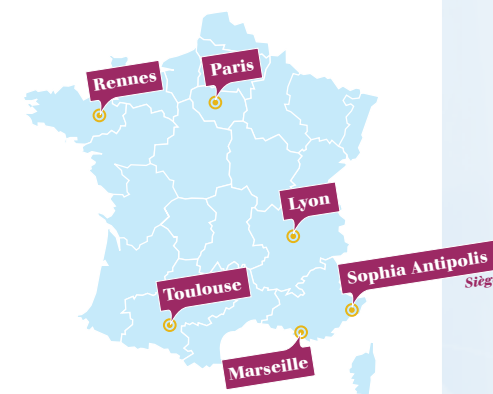 Rennes
Paris
Lyon
Sophia Antipolis
Toulouse
Marseille